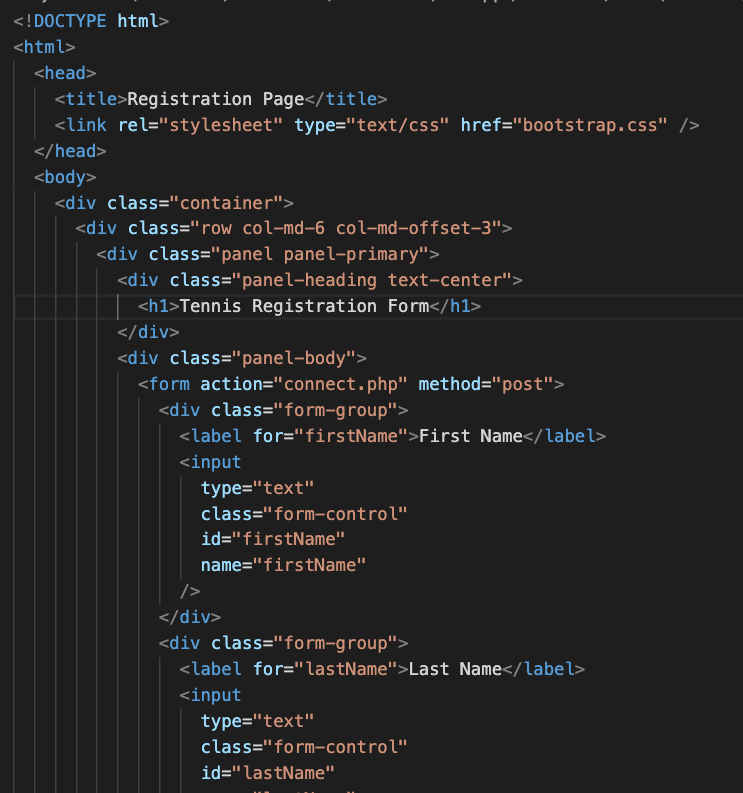 <!DOCTYPE html>
<html>
<head>
<title>Registration Page</title>
<link rel="stylesheet" type="text/css" href="bootstrap.css" />
</head>
<body>
<div class="container">
<div class="row col-md-6 col-md-offset-3">
<div class="panel panel-primary">
<div class="panel-heading text-center">
<h1>Tennis Registration Form</h1>
</div>
<div class="panel-body">
<form action="connect.php" method="post">
<div class="form-group">
<label for="firstName">First Name</label>
<input
type="text"
class="form-control"
id="firstName"
name="firstName"
/>
</div>
<div class="form-group">
<label for="lastName">Last Name</label>
<input
type="text"
class="form-control"
id="lastName"